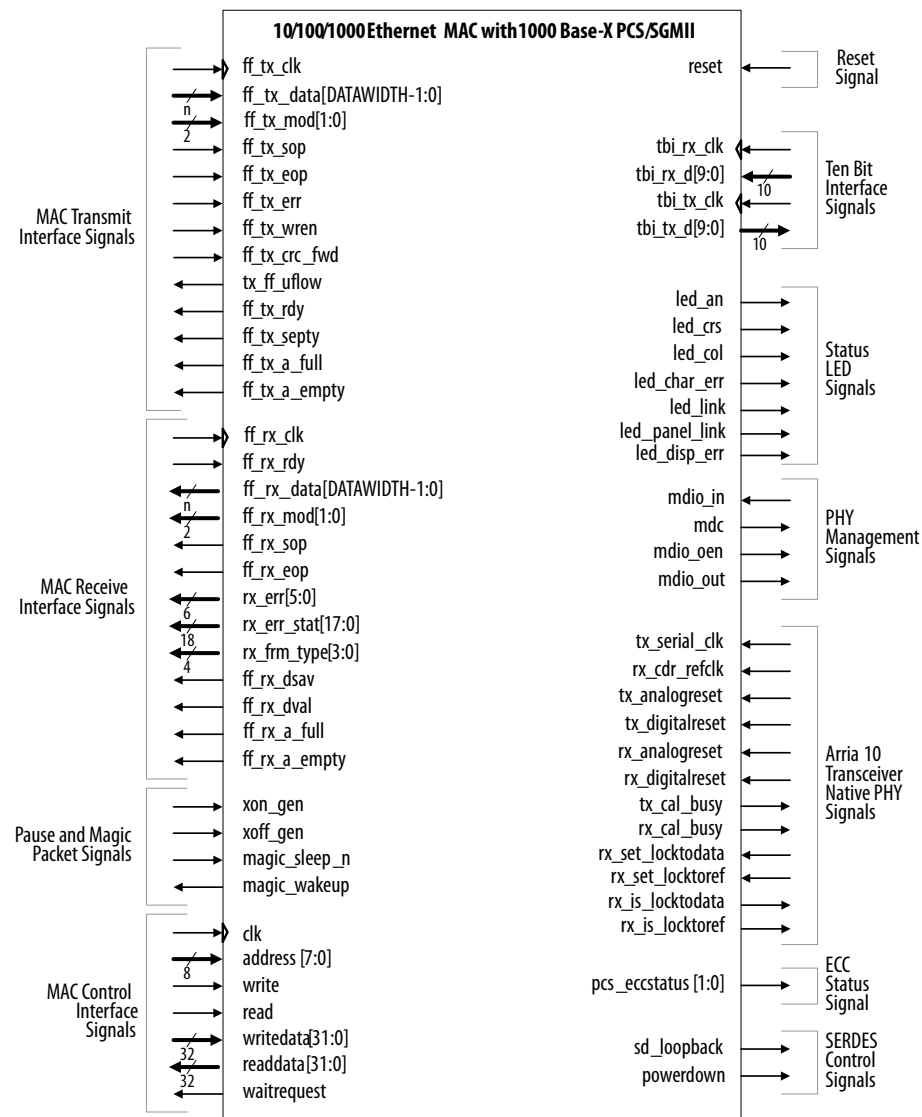 10/100/1000 Ethernet MAC with 1000 Base-X PCS/SGMII
MAC Transmit
Interface Signals
ff_tx_clk
ff_tx_data[DATAWIDTH-1:0]
n
ff_tx_mod[1:0]
2
ff_tx_sop
ff_tx_eop
ff_tx_err
ff_tx_wren
ff_tx_crc_fwd
tx_ff_uflow
ff_tx_rdy
ff_tx_septy
ff_tx_a_full
ff_tx_a_empty
MAC Receive
Interface Signals
ff_rx_clk
ff_rx_rdy
ff_rx_data[DATAWIDTH-1:0]
n
ff_rx_mod[1:0]
2
ff_rx_sop
ff_rx_eop
rx_err[5:0]
6
rx_err_stat[17:0]
18
rx_frm_type[3:0]
4
ff_rx_dsav
ff_rx_dval
ff_rx_a_full
ff_rx_a_empty
Pause and Magic
Packet Signals
xon_gen
xoff_gen
magic_sleep_n
magic_wakeup
MAC Control
Interface
Signals
clk
address [7:0]
8
write
read
writedata[31:0]
32
readdata[31:0]
32
waitrequest
reset
Reset
Signal
tbi_rx_clk
tbi_rx_d[9:0]
10
tbi_tx_clk
tbi_tx_d[9:0]
10
Ten Bit
Interface
Signals
led_an
led_crs
led_col
led_char_err
led_link
led_panel_link
led_disp_err
Status
LED
Signals
mdio_in
mdc
mdio_oen
mdio_out
PHY
Management
Signals
tx_serial_clk
rx_cdr_refclk
tx_analogreset
tx_digitalreset
rx_analogreset
rx_digitalreset
tx_cal_busy
rx_cal_busy
rx_set_locktodata
rx_set_locktoref
rx_is_locktodata
rx_is_locktoref
Arria 10
Transceiver
Native PHY
Signals
pcs_eccstatus [1:0]
ECC
Status
Signal
sd_loopback
powerdown
SERDES
Control
Signals